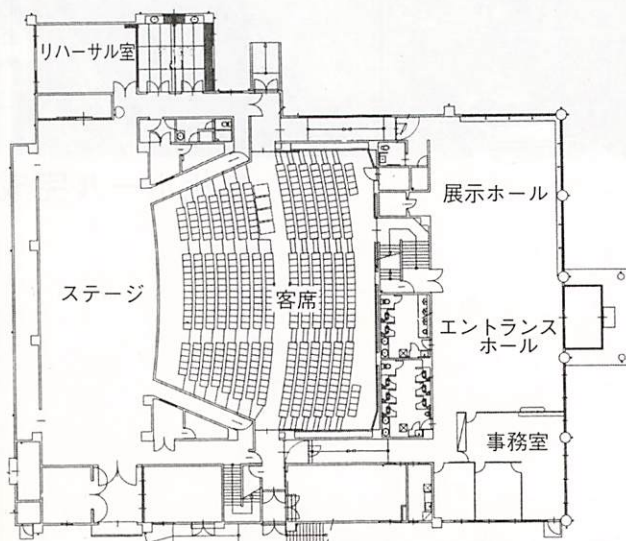 リハーサル室
展示ホール
ステージ
客席
エントランス
ホール
事務室